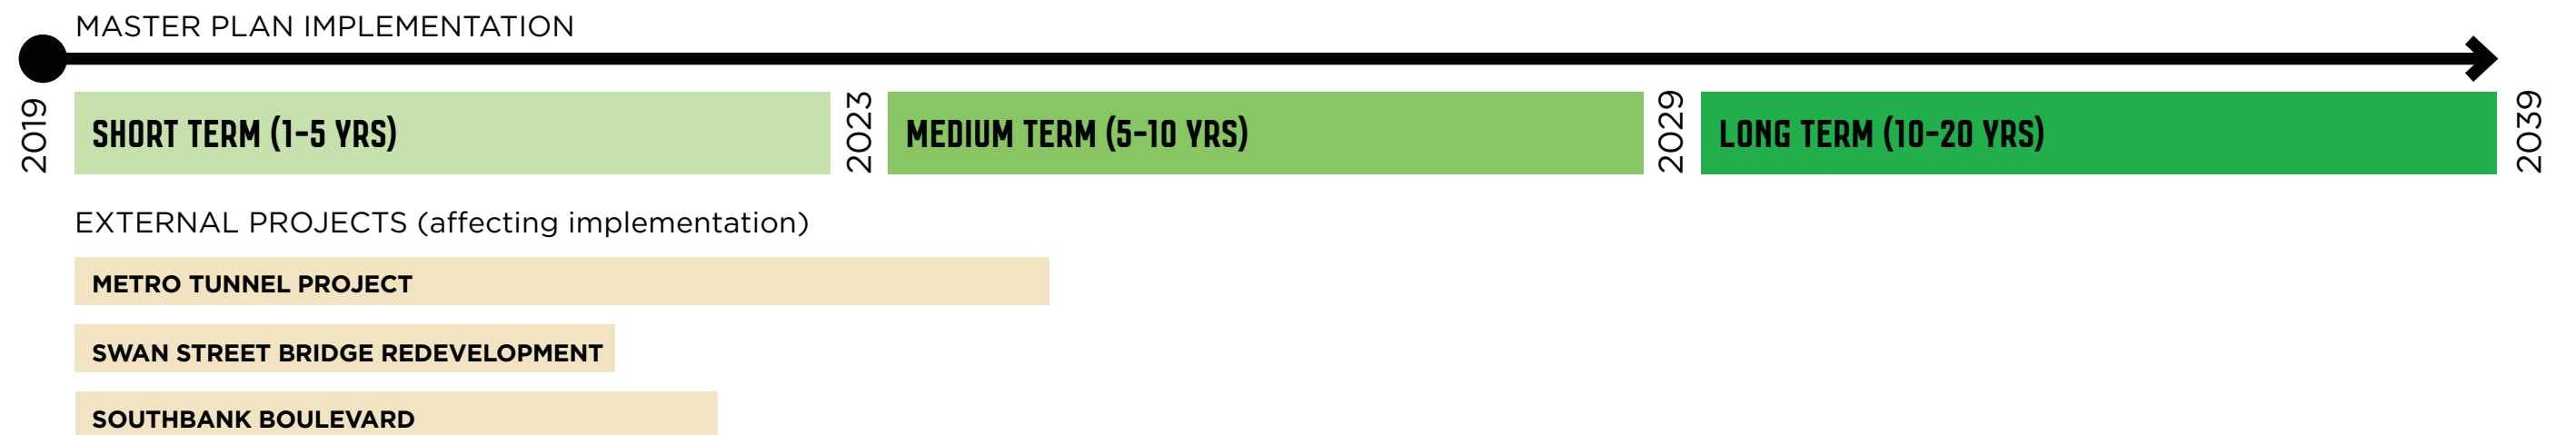 MASTER PLAN IMPLEMENTATION
2019
SHORT TERM (1-5 YRS)
2023
MEDIUM TERM (5-10 YRS)
2029
LONG TERM (10-20 YRS)
2039
EXTERNAL PROJECTS (affecting implementation)
METRO TUNNEL PROJECT
SWAN STREET BRIDGE REDEVELOPMENT
SOUTHBANK BOULEVARD